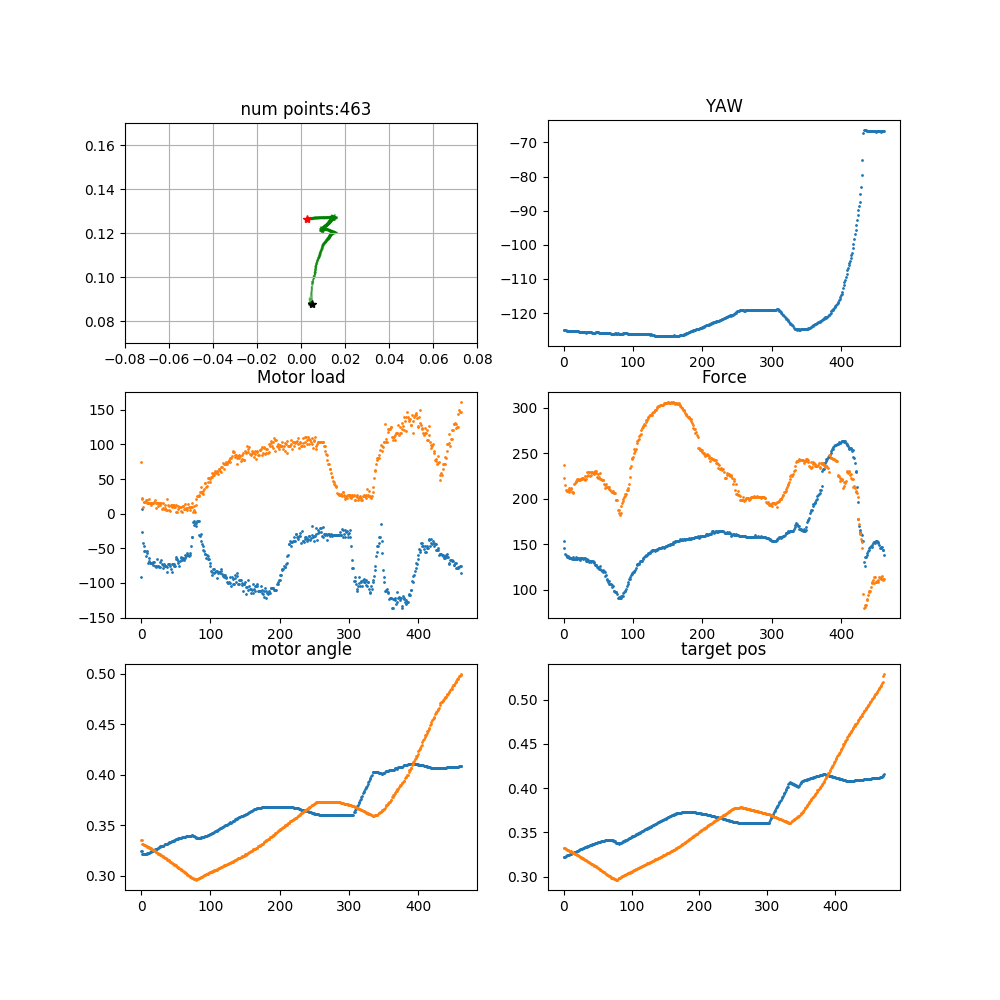 num points:463
0.16
0.14
0.12
0.10
0.08
−0.08 −0.06 −0.04 −0.02 0.00 0.02 0.04 0.06 0.08
YAW
−70
−80
−90
−100
−110
−120
0 100 200 300 400
Motor load
150
100
50
0
−50
−100
−150
0 100 200 300 400
Force
300
250
200
150
100
0 100 200 300 400
motor angle
0.50
0.45
0.40
0.35
0.30
0 100 200 300 400
target pos
0.50
0.45
0.40
0.35
0.30
0 100 200 300 400